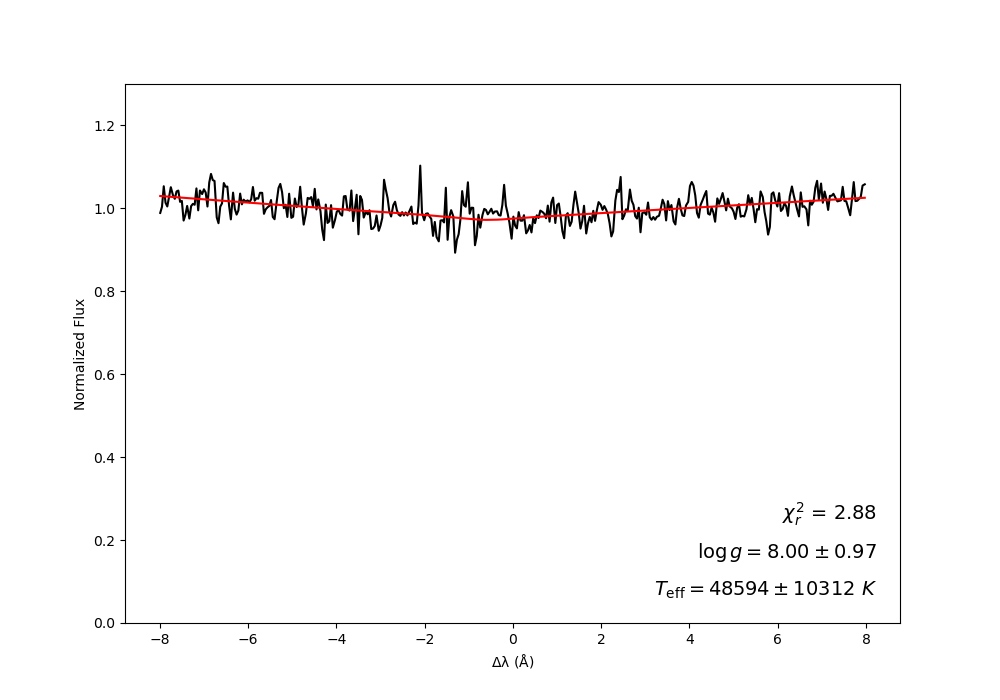 1.2
1.0
0.8
0.6
0.4
0.2
0.0
Normalized Flux
χ²ᵣ = 2.88
log g = 8.00 ± 0.97
T_eff = 48594 ± 10312 K
−8 −6 −4 −2 0 2 4 6 8
Δλ (Å)